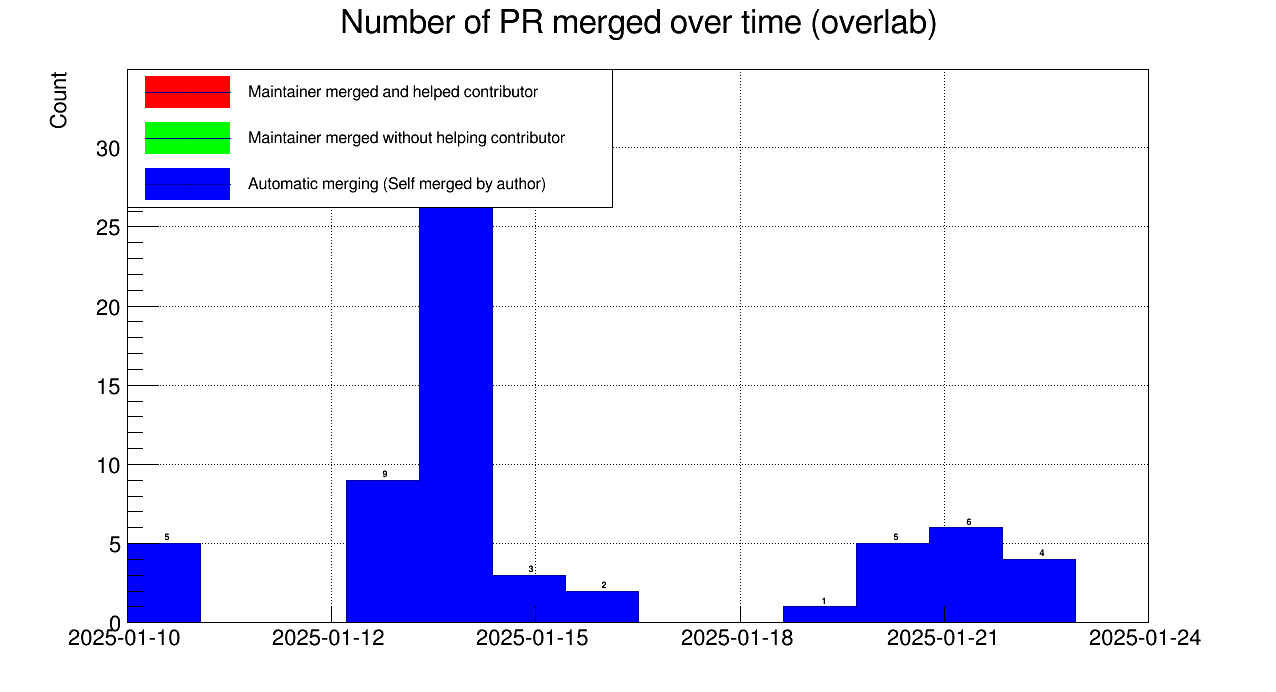 Number of PR merged over time (overlab)
Count
Maintainer merged and helped contributor
Maintainer merged without helping contributor
Automatic merging (Self merged by author)
30
25
20
15
10
5
0
5
9
3
2
1
5
6
4
2025-01-10 2025-01-12 2025-01-15 2025-01-18 2025-01-21 2025-01-24